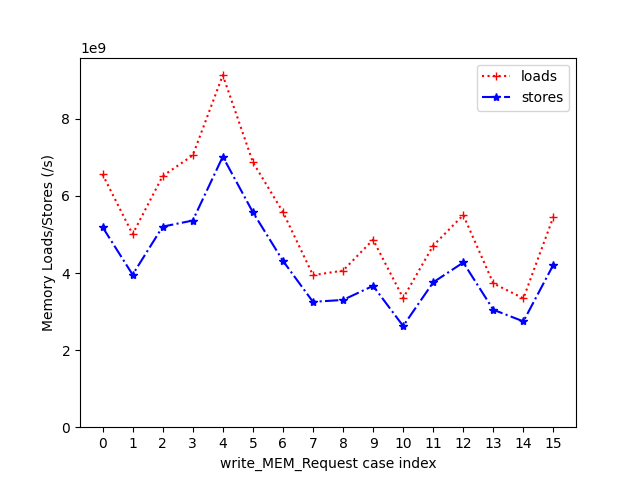 1e9
loads
stores
8
6
4
2
0
Memory Loads/Stores (/s)
0 1 2 3 4 5 6 7 8 9 10 11 12 13 14 15
write_MEM_Request case index